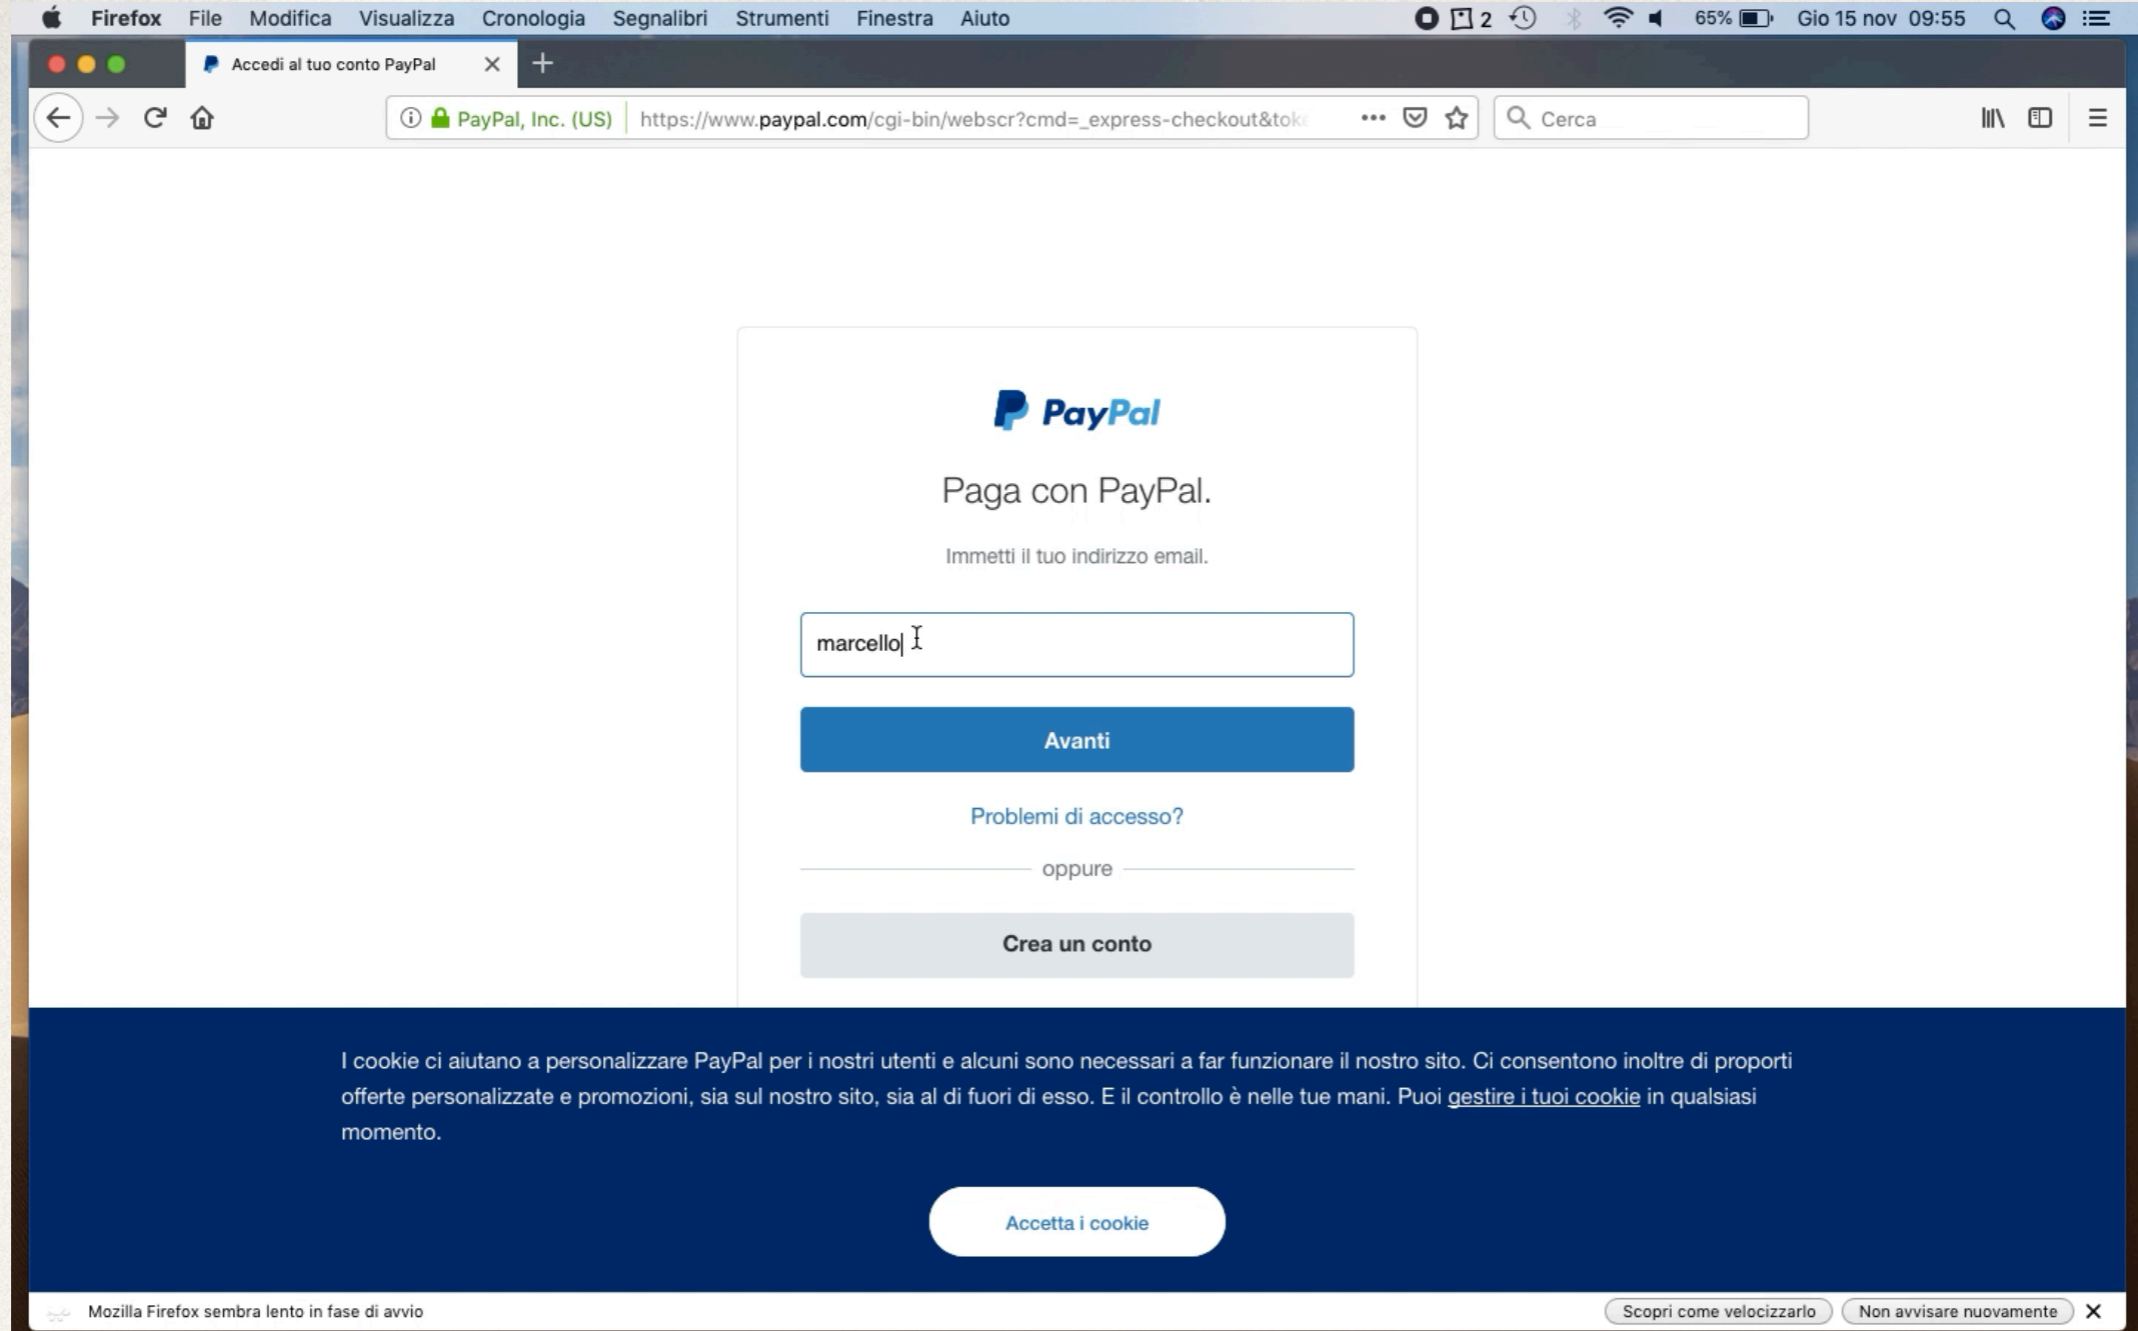 Firefox File Modifica Visualizza Cronologia Segnalibri Strumenti Finestra Aiuto 2 65% Gio 15 nov 09:55
Accedi al tuo conto PayPal
PayPal, Inc. (US) https://www.paypal.com/cgi-bin/webscr?cmd=_express-checkout&toke Cerca
PayPal
Paga con PayPal.
Immetti il tuo indirizzo email.
marcello
Avanti
Problemi di accesso?
oppure
Crea un conto
I cookie ci aiutano a personalizzare PayPal per i nostri utenti e alcuni sono necessari a far funzionare il nostro sito. Ci consentono inoltre di proporti
offerte personalizzate e promozioni, sia sul nostro sito, sia al di fuori di esso. E il controllo è nelle tue mani. Puoi gestire i tuoi cookie in qualsiasi
momento.
Accetta i cookie
Mozilla Firefox sembra lento in fase di avvio Scopri come velocizzarlo Non avvisare nuovamente